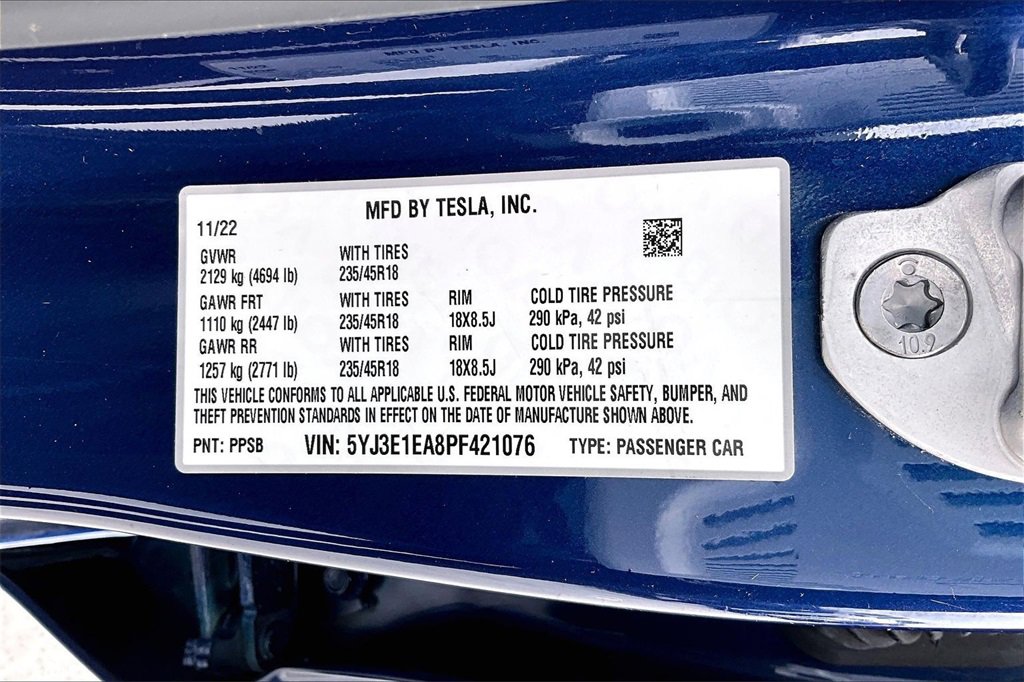 MFD BY TESLA, INC
MFD BY TESLA, INC.
11/22
GVWR WITH TIRES
2129 kg (4694 lb) 235/45R18
GAWR FRT WITH TIRES RIM COLD TIRE PRESSURE
1110 kg (2447 lb) 235/45R18 18X8.5J 290 kPa, 42 psi
GAWR RR WITH TIRES RIM COLD TIRE PRESSURE
1257 kg (2771 lb) 235/45R18 18X8.5J 290 kPa, 42 psi
THIS VEHICLE CONFORMS TO ALL APPLICABLE U.S. FEDERAL MOTOR VEHICLE SAFETY, BUMPER, AND
THEFT PREVENTION STANDARDS IN EFFECT ON THE DATE OF MANUFACTURE SHOWN ABOVE.
PNT: PPSB VIN: 5YJ3E1EA8PF421076 TYPE: PASSENGER CAR
10.9